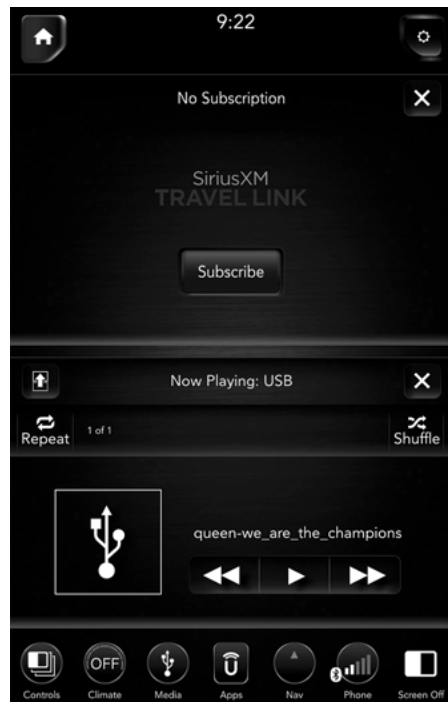 9:22
No Subscription
SiriusXM
TRAVEL LINK
Subscribe
Now Playing: USB
Repeat
1 of 1
Shuffle
queen-we_are_the_champions
OFF
Controls Climate Media Apps Nav Phone Screen Off